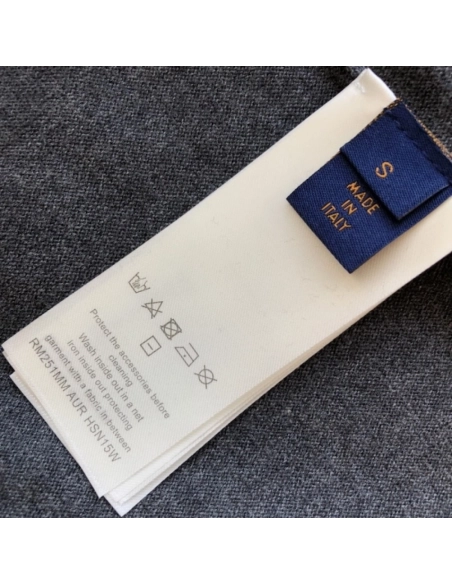 S
MADE
IN
ITALY
Protect the accessories before
cleaning
Wash inside out in a net
Iron inside out protecting
garment with a fabric in between
RM251MM AUR HSN15W